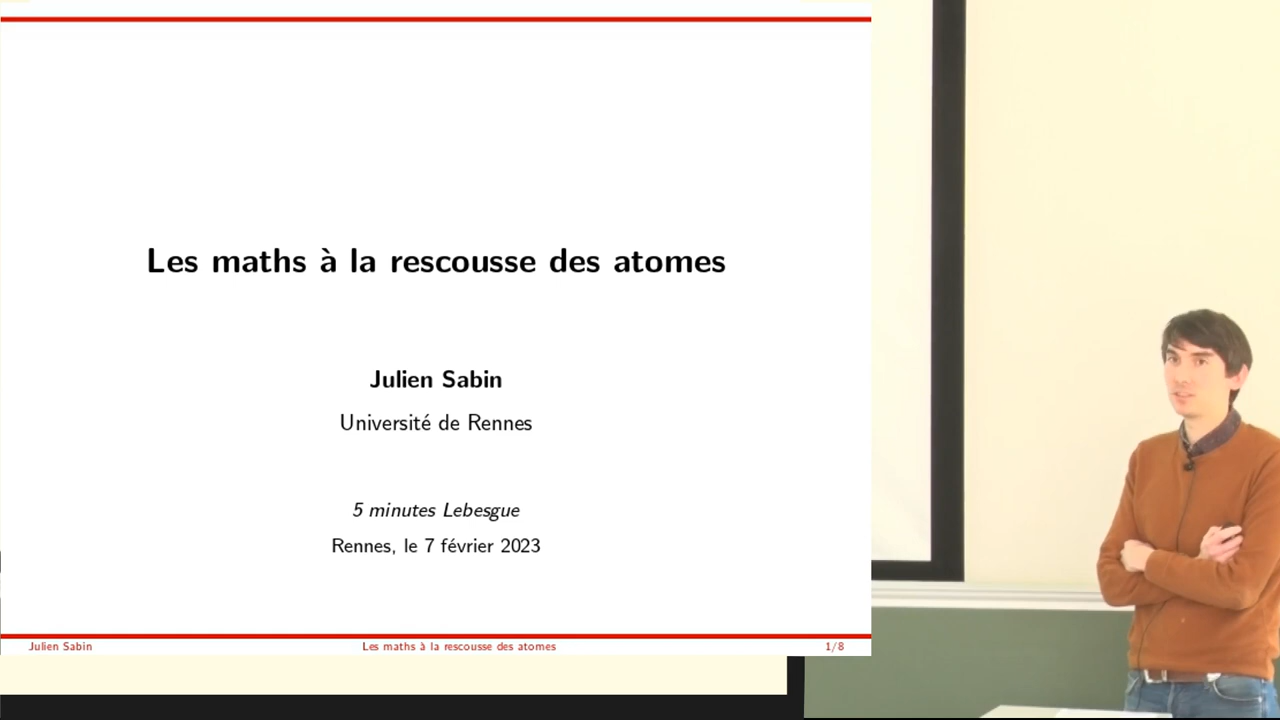 Les maths à la rescousse des atomes
Julien Sabin
Université de Rennes
5 minutes Lebesgue
Rennes, le 7 février 2023
Julien Sabin
Les maths à la rescousse des atomes
1/8